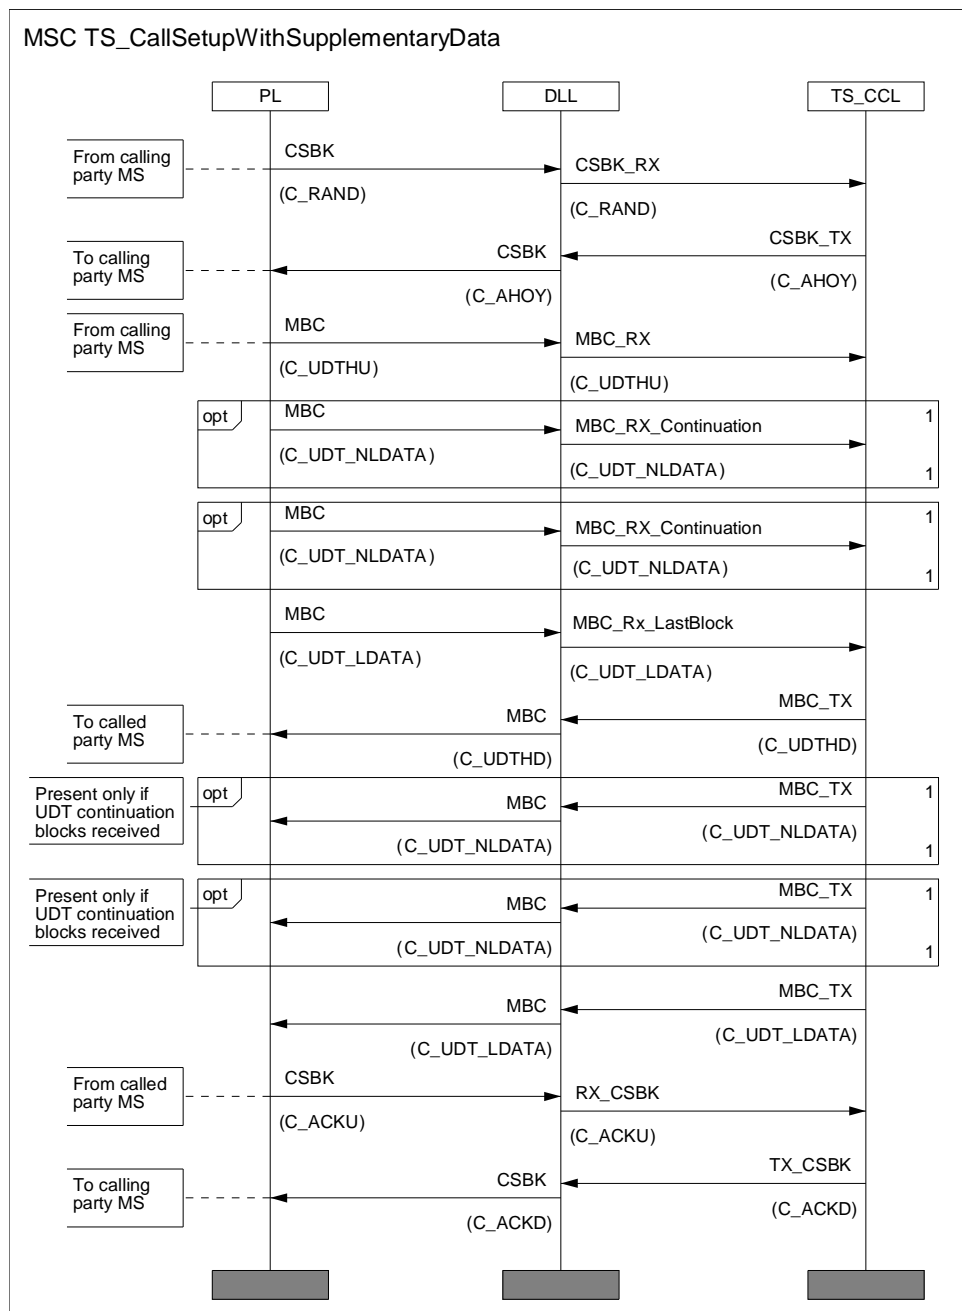 MSC TS_CallSetupWithSupplementaryData
PL
DLL
TS_CCL
From calling
party MS
CSBK
(C_RAND)
CSBK_RX
(C_RAND)
To calling
party MS
CSBK_TX
(C_AHOY)
CSBK
(C_AHOY)
From calling
party MS
MBC
(C_UDTHU)
MBC_RX
(C_UDTHU)
opt
MBC
(C_UDT_NLDATA)
MBC_RX_Continuation
(C_UDT_NLDATA)
1
1
opt
MBC
(C_UDT_NLDATA)
MBC_RX_Continuation
(C_UDT_NLDATA)
1
1
MBC
(C_UDT_LDATA)
MBC_Rx_LastBlock
(C_UDT_LDATA)
To called
party MS
MBC_TX
(C_UDTHD)
MBC
(C_UDTHD)
Present only if
UDT continuation
blocks received
opt
MBC_TX
(C_UDT_NLDATA)
MBC
(C_UDT_NLDATA)
1
1
Present only if
UDT continuation
blocks received
opt
MBC_TX
(C_UDT_NLDATA)
MBC
(C_UDT_NLDATA)
1
1
MBC_TX
(C_UDT_LDATA)
MBC
(C_UDT_LDATA)
From called
party MS
CSBK
(C_ACKU)
RX_CSBK
(C_ACKU)
To calling
party MS
TX_CSBK
(C_ACKD)
CSBK
(C_ACKD)